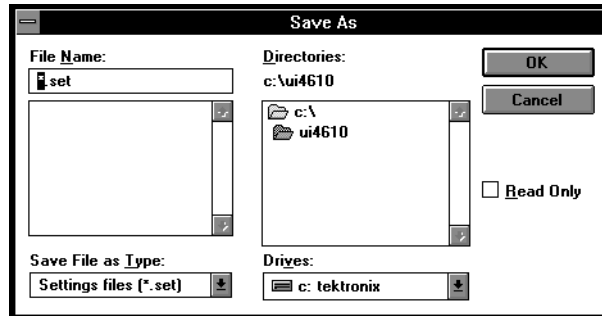 Save As
File Name:
*.set
Directories:
c:\ui4610
c:\
ui4610
OK
Cancel
Read Only
Save File as Type:
Settings files (*.set)
Drives:
c: tektronix